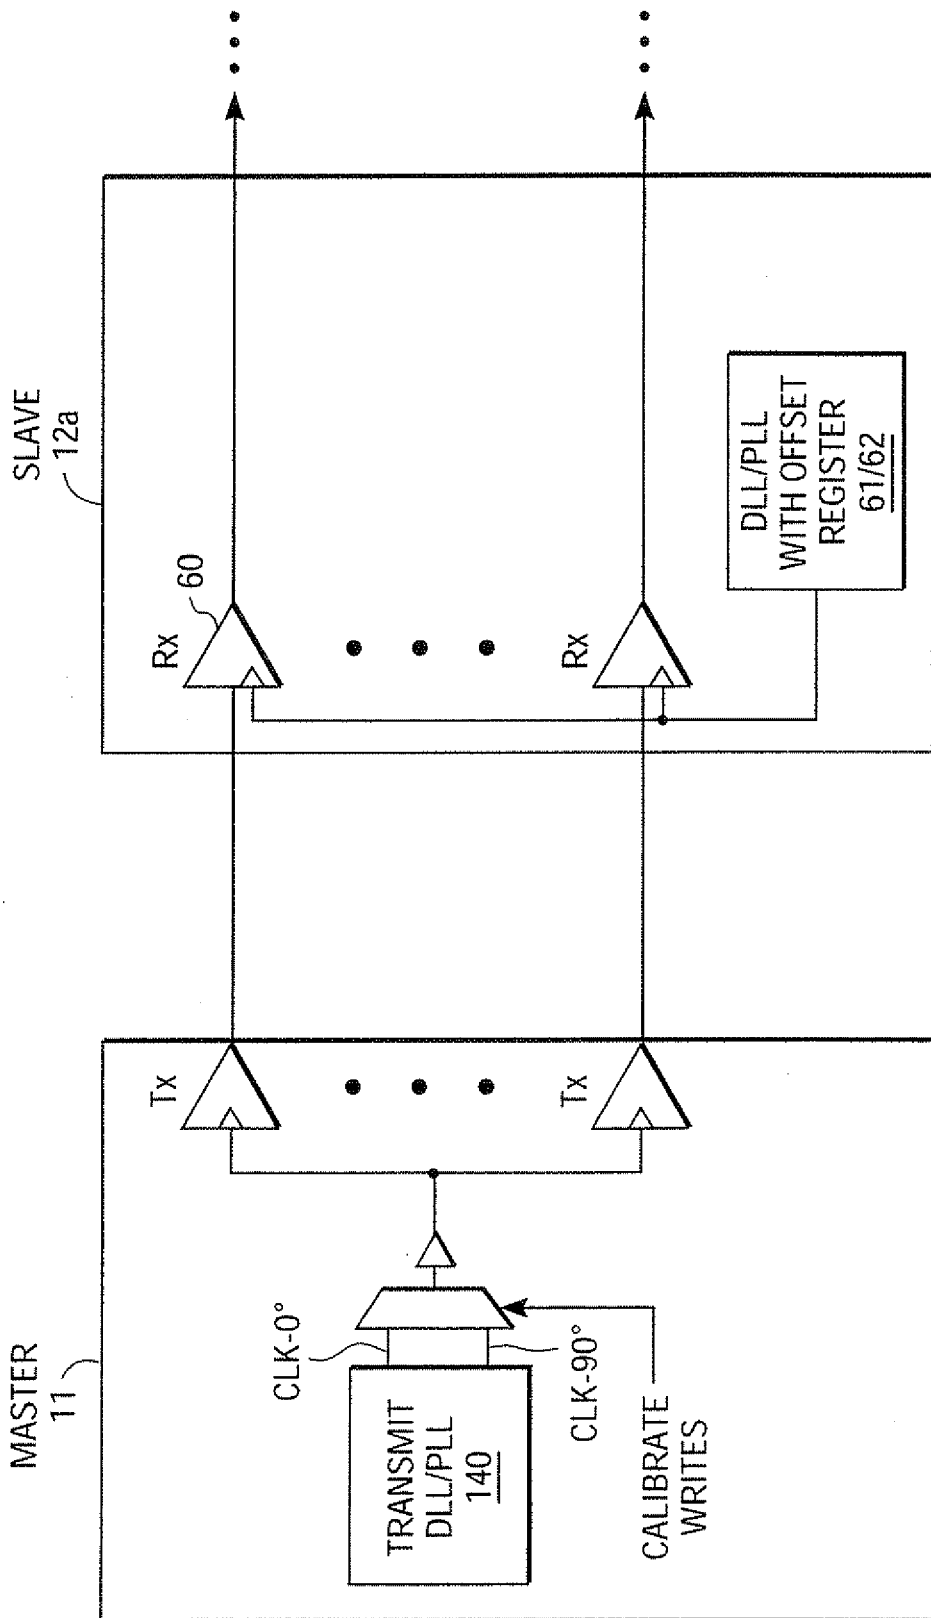 MASTER
11
TRANSMIT
DLL/PLL
140
CLK-0°
CLK-90°
CALIBRATE
WRITES
Tx
Tx
SLAVE
12a
Rx
60
Rx
DLL/PLL
WITH OFFSET
REGISTER
61/62